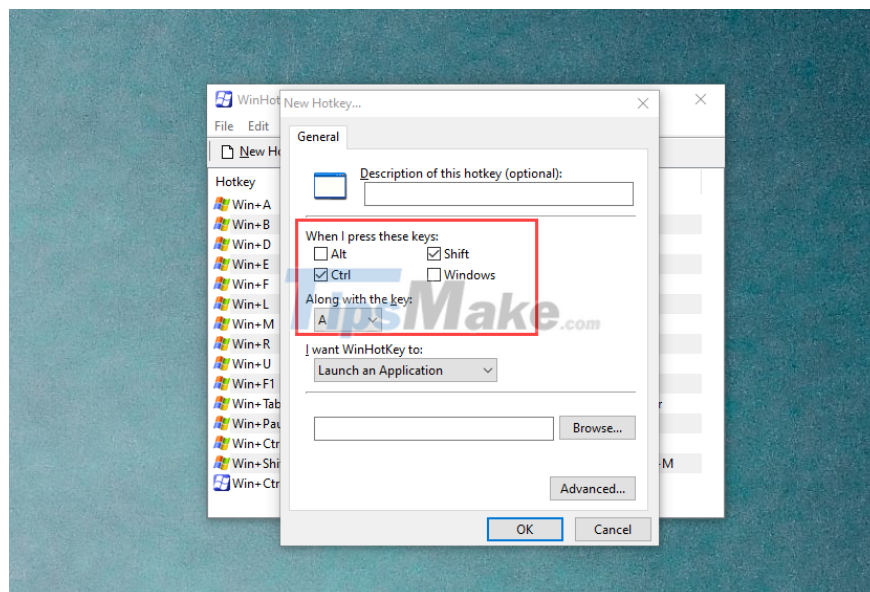 WinHot
New Hotkey...
File Edit
General
New Ho
Description of this hotkey (optional):
Hotkey
Win+A
Win+B
Win+D
Win+E
Win+F
Win+L
Win+M
Win+R
Win+U
Win+F1
Win+Tab
r
Win+Pau
Win+Ctr
Win+Shi
-M
Win+Ctr
When I press these keys:
Alt Shift
Ctrl Windows
Along with the key:
A
TipsMake.com
I want WinHotKey to:
Launch an Application
Browse...
Advanced...
OK Cancel